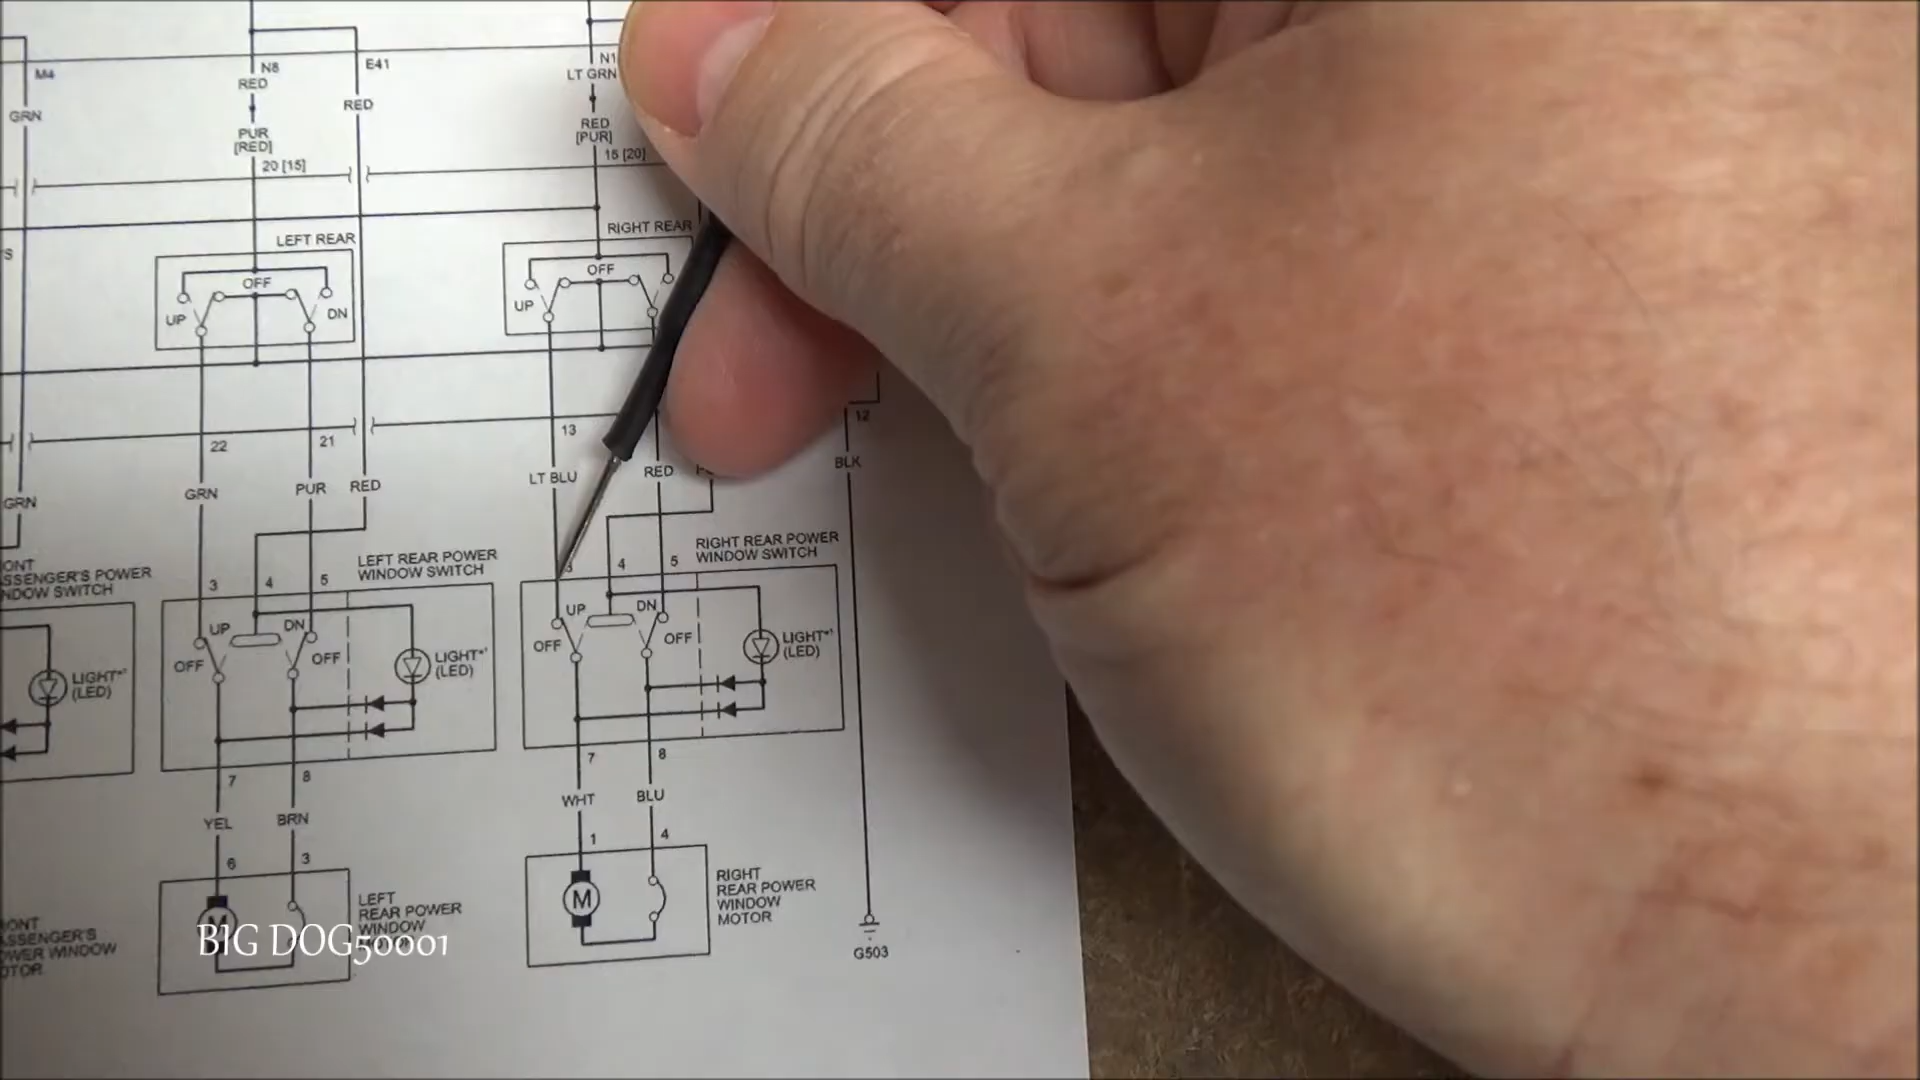 M4
N8
E41
N1
RED
LT GRN
GRN
RED
PUR
[RED]
RED
[PUR]
20 [15]
15 [20]
LEFT REAR
RIGHT REAR
OFF
UP
DN
OFF
UP
12
22
21
13
GRN
GRN
PUR
RED
LT BLU
RED
BLK
LEFT REAR POWER
WINDOW SWITCH
RIGHT REAR POWER
WINDOW SWITCH
3
4
5
3
4
5
UP
DN
OFF
OFF
LIGHT*¹
(LED)
UP
DN
OFF
OFF
LIGHT*¹
(LED)
LIGHT*¹
(LED)
7
8
7
8
YEL
BRN
WHT
BLU
6
3
1
4
M
LEFT
REAR POWER
WINDOW
M
RIGHT
REAR POWER
WINDOW
MOTOR
G503
BIG DOG50001